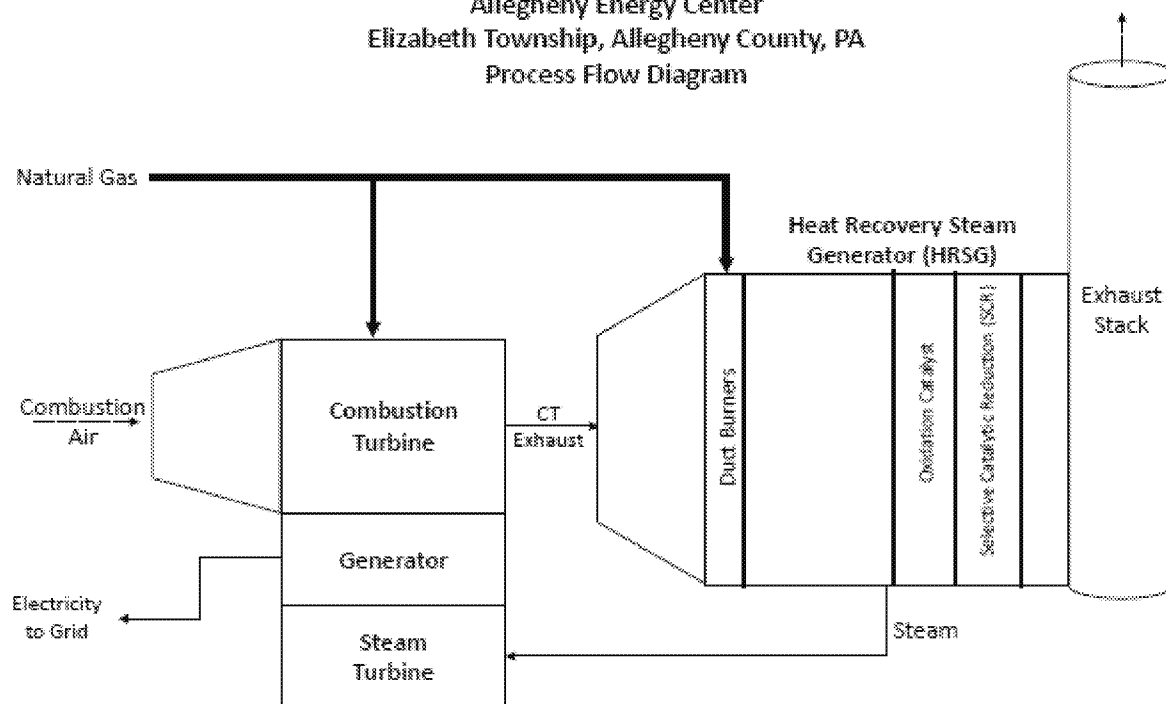 Allegheny Energy Center
Elizabeth Township, Allegheny County, PA
Process Flow Diagram
Natural Gas
Heat Recovery Steam
Generator (HRSG)
Exhaust
Stack
Combustion
Air
Combustion
Turbine
CT
Exhaust
Duct Burners
Oxidation Catalyst
Selective Catalytic Reduction (SCR)
Generator
Electricity
to Grid
Steam
Turbine
Steam